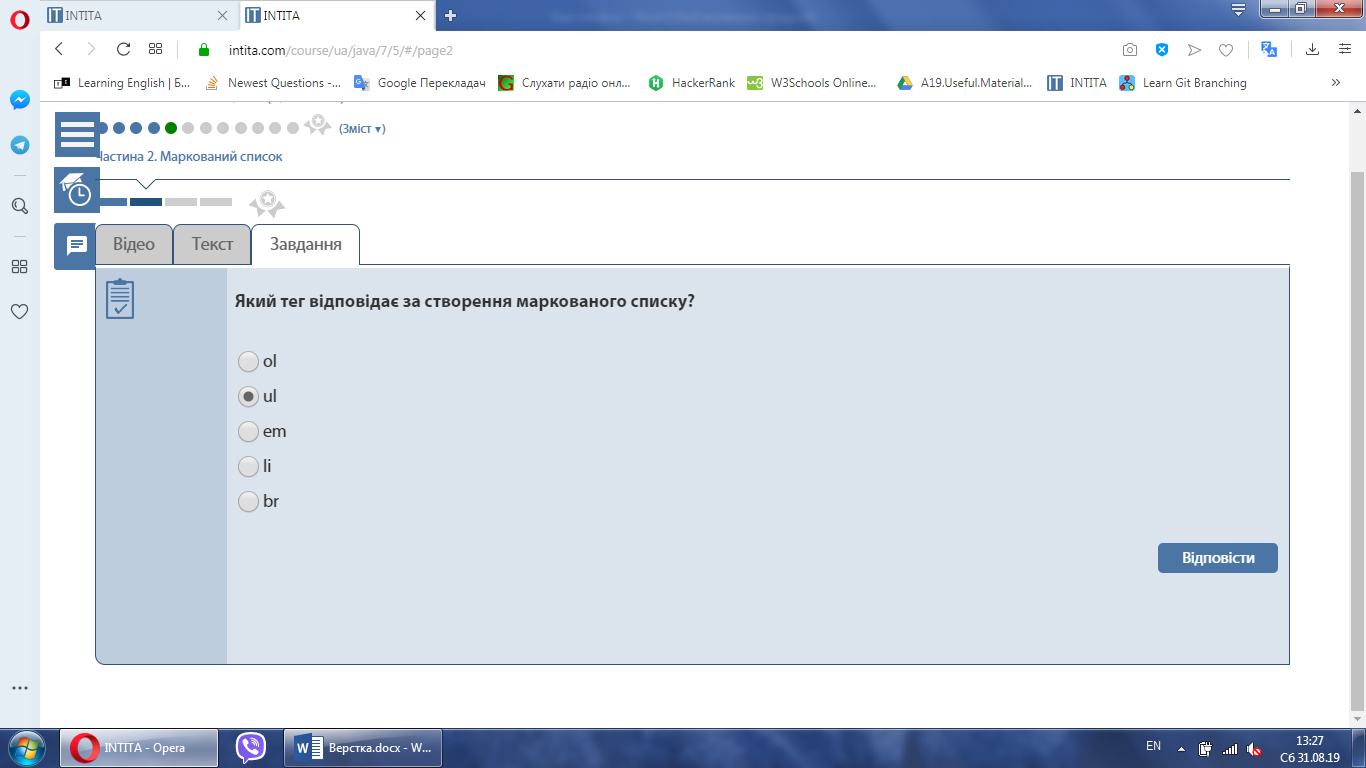 INTITA
INTITA
intita.com/course/ua/java/7/5/#/page2
Learning English | Б...
Newest Questions -...
Google Перекладач
Слухати радіо онл...
HackerRank
W3Schools Online...
A19.Useful.Material...
INTITA
Learn Git Branching
(Зміст ▾)
Частина 2. Маркований список
Відео
Текст
Завдання
Який тег відповідає за створення маркованого списку?
ol
ul
em
li
br
Відповісти
INTITA - Opera
Верстка.docx - W...
EN
13:27
Сб 31.08.19